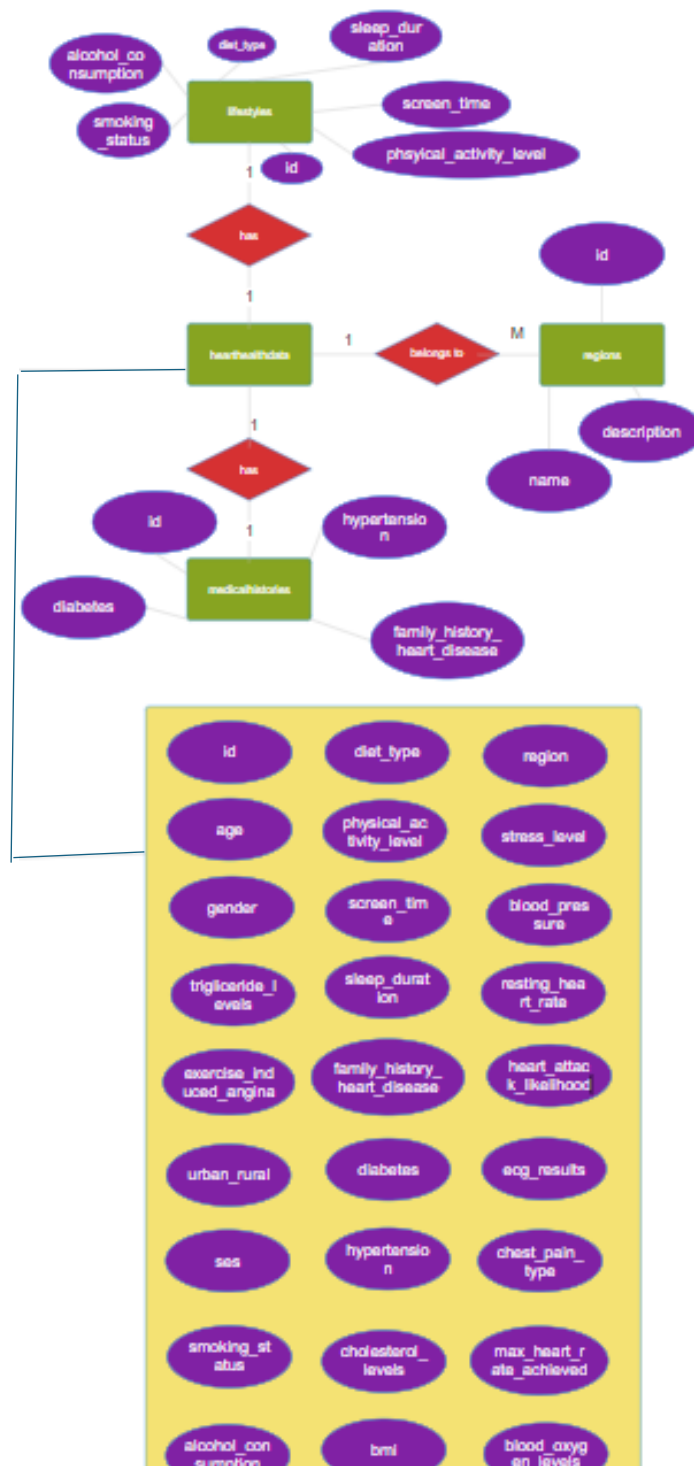 diet_type
sleep_dur
ation
alcohol_co
nsumption
lifestyles
screen_time
smoking
_status
phsyical_activity_level
id
1
has
1
id
hearthealthdata
1
belongs to
M
regions
description
name
1
has
1
id
hypertensio
n
medicalhistories
diabetes
family_history_
heart_disease
id
diet_type
region
age
physical_ac
tivity_level
stress_level
gender
screen_tim
e
blood_pres
sure
trigliceride_l
evels
sleep_durat
ion
resting_hea
rt_rate
exercise_ind
uced_angina
family_history_
heart_disease
heart_attac
k_likelihood
urban_rural
diabetes
ecg_results
ses
hypertensio
n
chest_pain_
type
smoking_st
atus
cholesterol_
levels
max_heart_r
ate_achieved
alcohol_con
sumption
bmi
blood_oxyg
en_levels